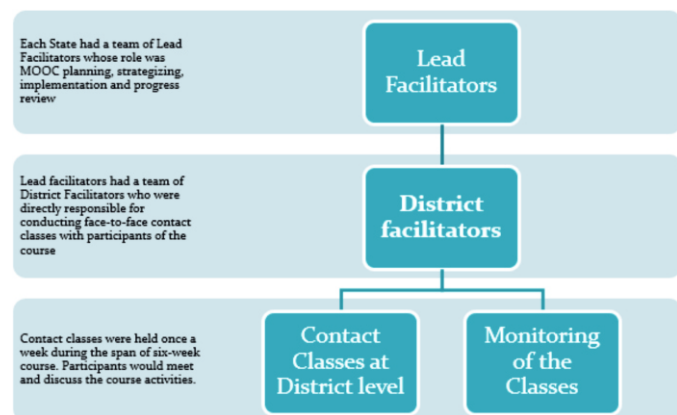 Each State had a team of Lead
Facilitators whose role was
MOOC planning, strategizing,
implementation and progress
review
Lead
Facilitators
Lead facilitators had a team of
District Facilitators who were
directly responsible for
conducting face-to-face contact
classes with participants of the
course
District
facilitators
Contact classes were held once a
week during the span of six-week
course. Participants would meet
and discuss the course activities.
Contact
Classes at
District level
Monitoring
of the
Classes